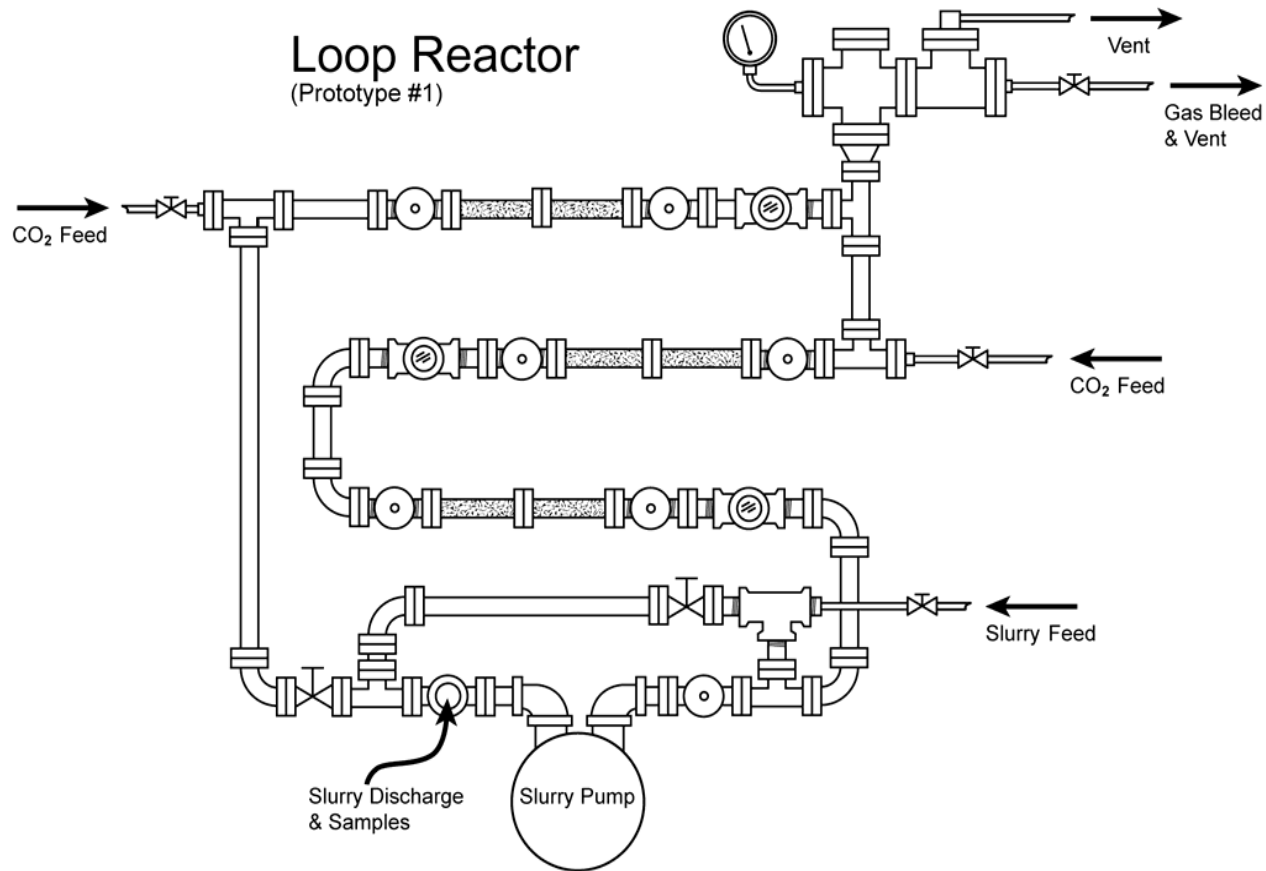 Loop Reactor
(Prototype #1)
Vent
Gas Bleed
& Vent
CO₂ Feed
CO₂ Feed
Slurry Feed
Slurry Discharge
& Samples
Slurry Pump